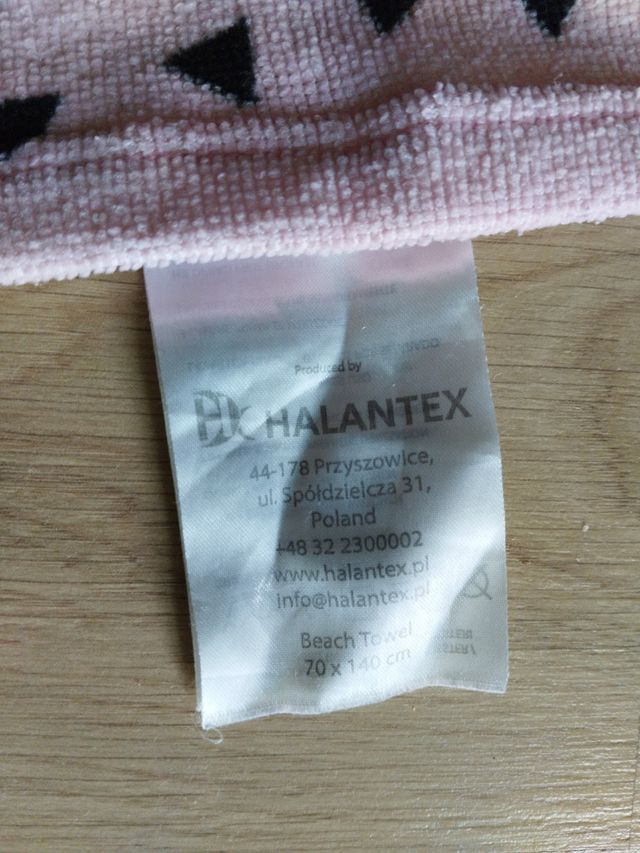 Produced by
HALANTEX
44-178 Przyszowice,
ul. Spółdzielcza 31,
Poland
+48 32 2300002
www.halantex.pl
info@halantex.pl
Beach Towel
70 x 140 cm